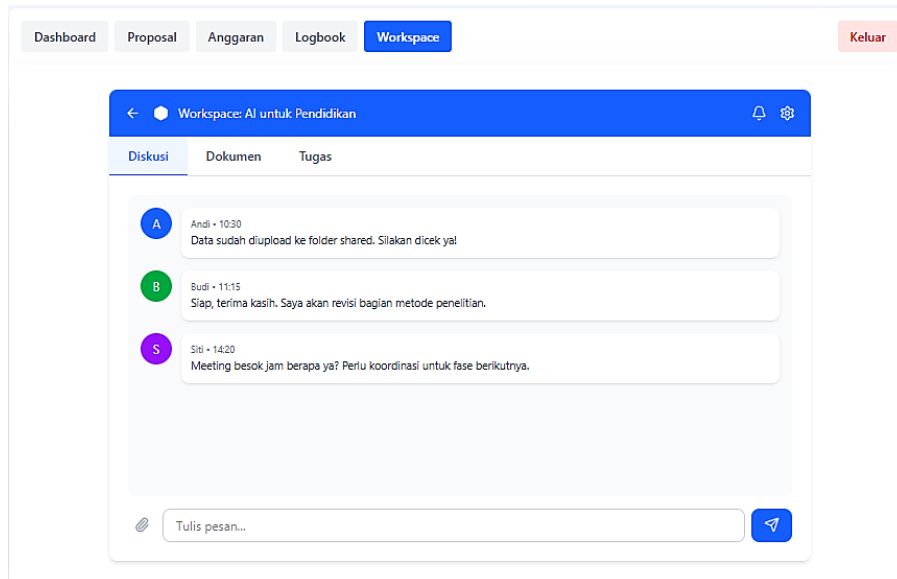 Dashboard Proposal Anggaran Logbook Workspace Keluar
Workspace: AI untuk Pendidikan
Diskusi Dokumen Tugas
A
Andi • 10:30
Data sudah diupload ke folder shared. Silakan dicek ya!
B
Budi • 11:15
Siap, terima kasih. Saya akan revisi bagian metode penelitian.
S
Siti • 14:20
Meeting besok jam berapa ya? Perlu koordinasi untuk fase berikutnya.
Tulis pesan...